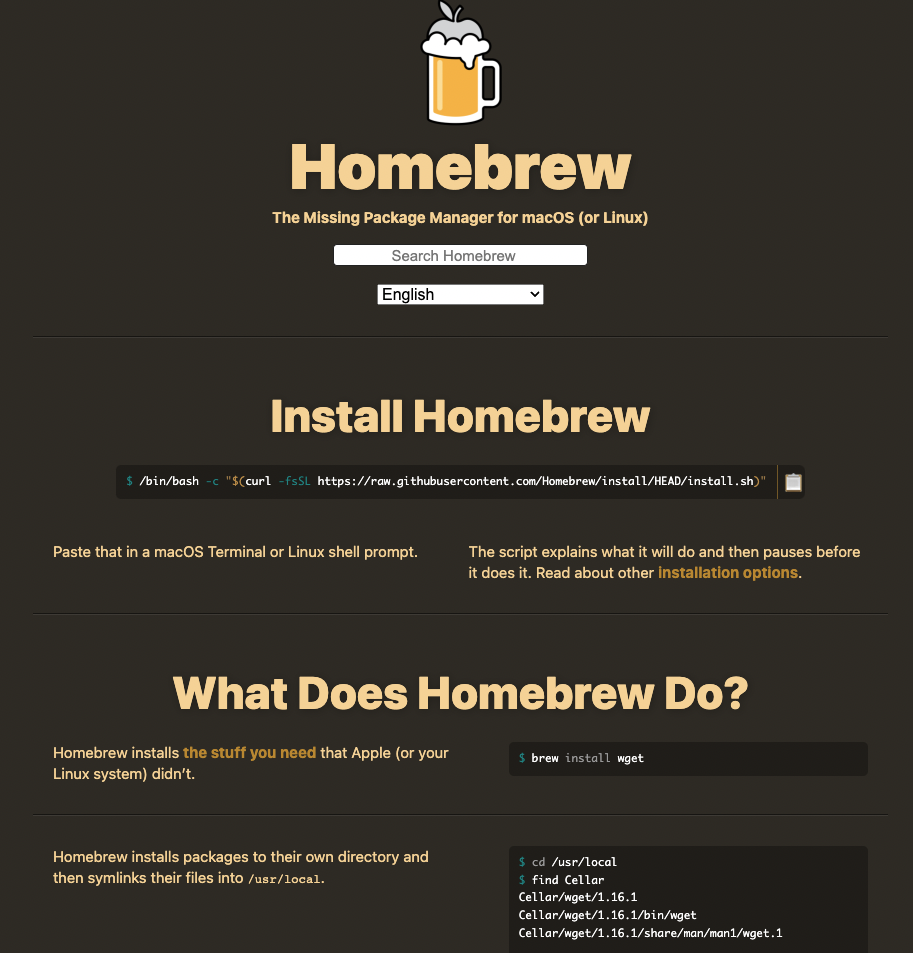 Homebrew
The Missing Package Manager for macOS (or Linux)
Search Homebrew
English
Install Homebrew
$ /bin/bash -c "$(curl -fsSL https://raw.githubusercontent.com/Homebrew/install/HEAD/install.sh)"
Paste that in a macOS Terminal or Linux shell prompt.
The script explains what it will do and then pauses before
it does it. Read about other installation options.
What Does Homebrew Do?
Homebrew installs the stuff you need that Apple (or your
Linux system) didn’t.
$ brew install wget
Homebrew installs packages to their own directory and
then symlinks their files into /usr/local.
$ cd /usr/local
$ find Cellar
Cellar/wget/1.16.1
Cellar/wget/1.16.1/bin/wget
Cellar/wget/1.16.1/share/man/man1/wget.1